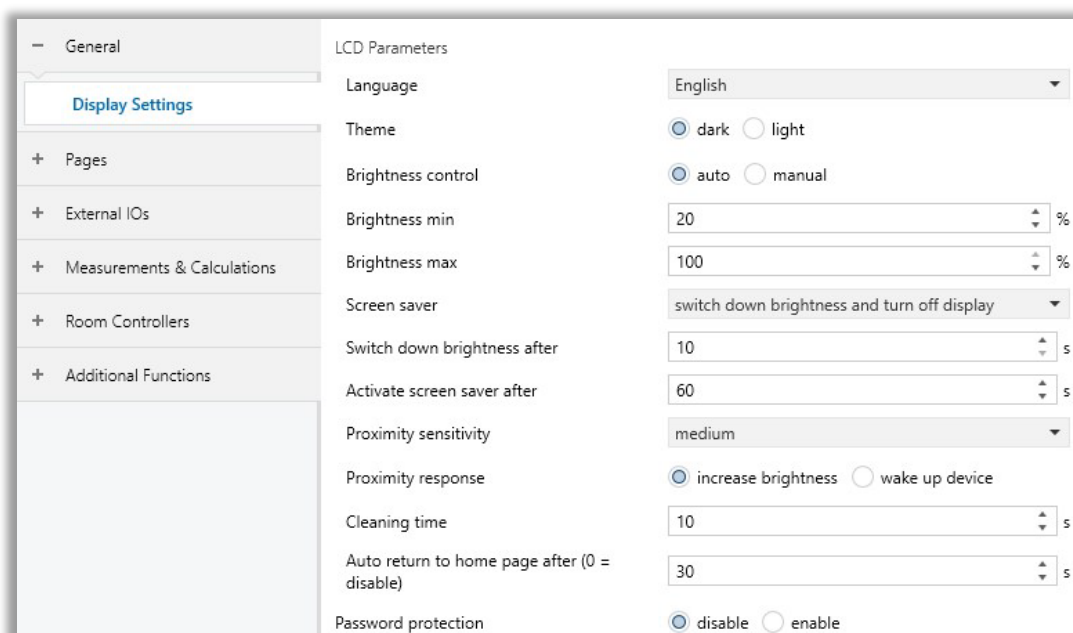 − General
Display Settings
+ Pages
+ External IOs
+ Measurements & Calculations
+ Room Controllers
+ Additional Functions
LCD Parameters
Language English
Theme dark light
Brightness control auto manual
Brightness min 20 %
Brightness max 100 %
Screen saver switch down brightness and turn off display
Switch down brightness after 10 s
Activate screen saver after 60 s
Proximity sensitivity medium
Proximity response increase brightness wake up device
Cleaning time 10 s
Auto return to home page after (0 =
disable) 30 s
Password protection disable enable